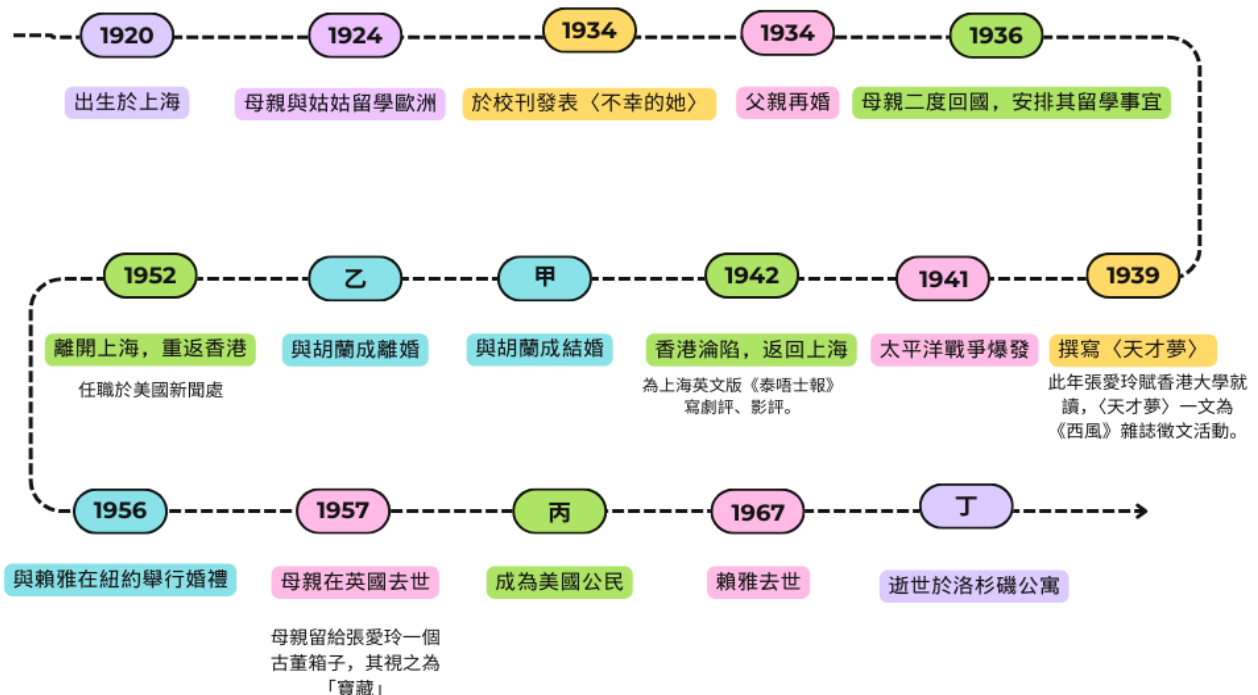 1920
1924
1934
1934
1936
出生於上海
母親與姑姑留學歐洲
於校刊發表〈不幸的她〉
父親再婚
母親二度回國，安排其留學事宜
1952
乙
甲
1942
1941
1939
離開上海，重返香港
與胡蘭成離婚
與胡蘭成結婚
香港淪陷，返回上海
太平洋戰爭爆發
撰寫〈天才夢〉
任職於美國新聞處
為上海英文版《泰唔士報》
寫劇評、影評。
此年張愛玲賦香港大學就
讀，〈天才夢〉一文為
《西風》雜誌徵文活動。
1956
1957
丙
1967
丁
與賴雅在紐約舉行婚禮
母親在英國去世
成為美國公民
賴雅去世
逝世於洛杉磯公寓
母親留給張愛玲一個
古董箱子，其視之為
「寶藏」